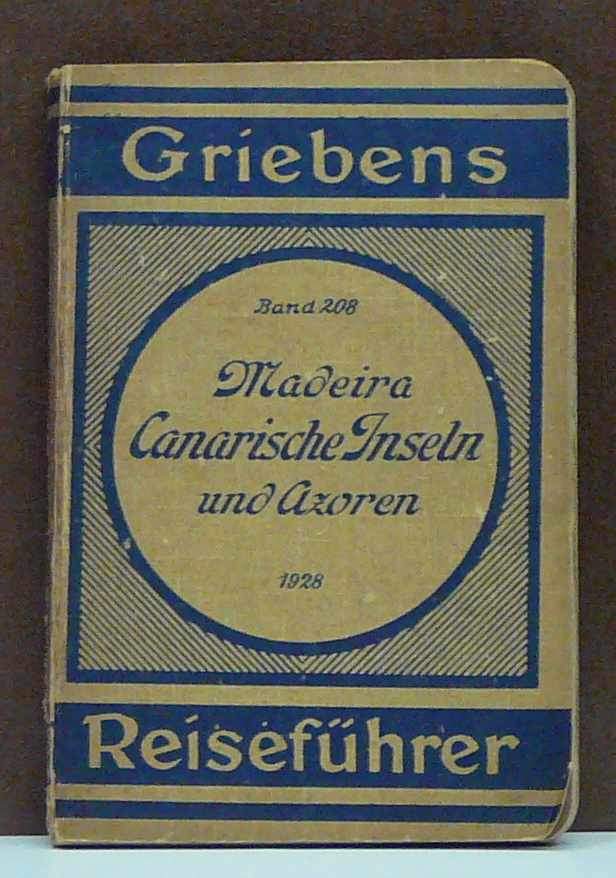 Griebens
Band 208
Madeira
Canarische Inseln
und Azoren
1928
Reiseführer